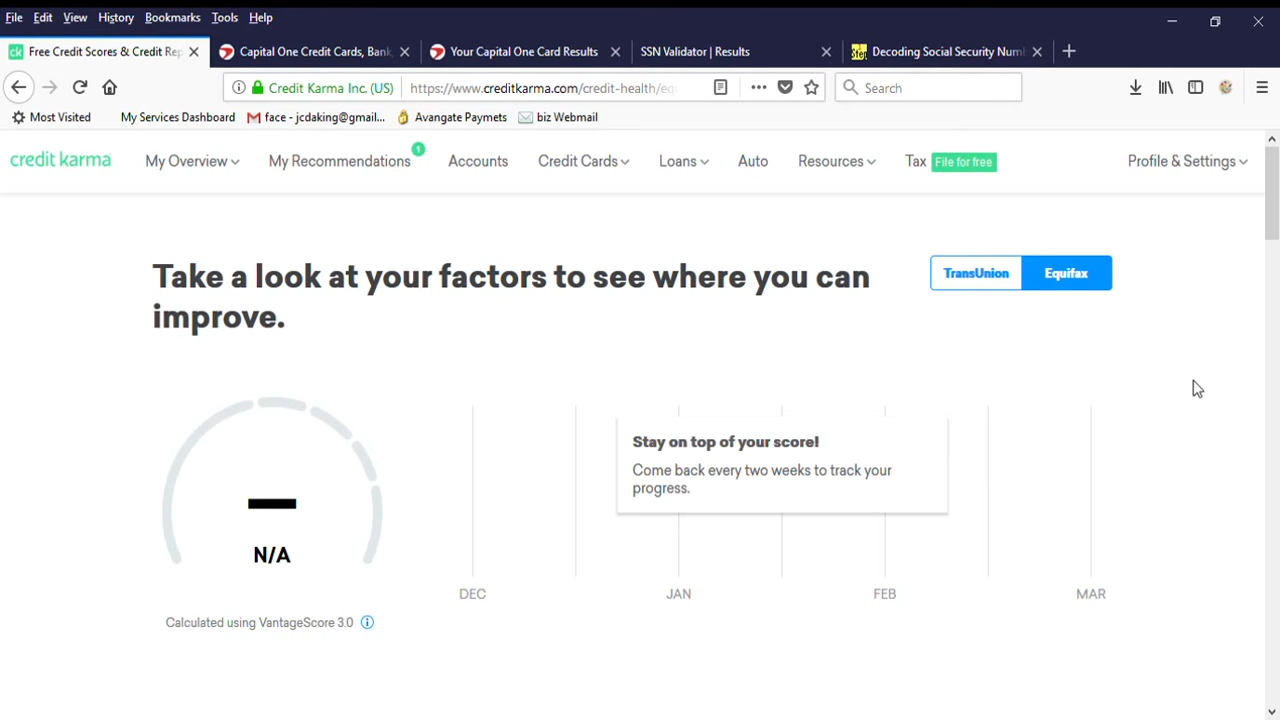 File Edit View History Bookmarks Tools Help
Free Credit Scores & Credit Rep
Capital One Credit Cards, Bank,
Your Capital One Card Results
SSN Validator | Results
Step Decoding Social Security Num
Credit Karma Inc. (US) https://www.creditkarma.com/credit-health/equ
Search
Most Visited My Services Dashboard face - jcdaking@gmail... Avangate Paymets biz Webmail
credit karma My Overview My Recommendations 1 Accounts Credit Cards Loans Auto Resources Tax File for free Profile & Settings
Take a look at your factors to see where you can
improve.
TransUnion Equifax
N/A
Calculated using VantageScore 3.0
Stay on top of your score!
Come back every two weeks to track your
progress.
DEC JAN FEB MAR